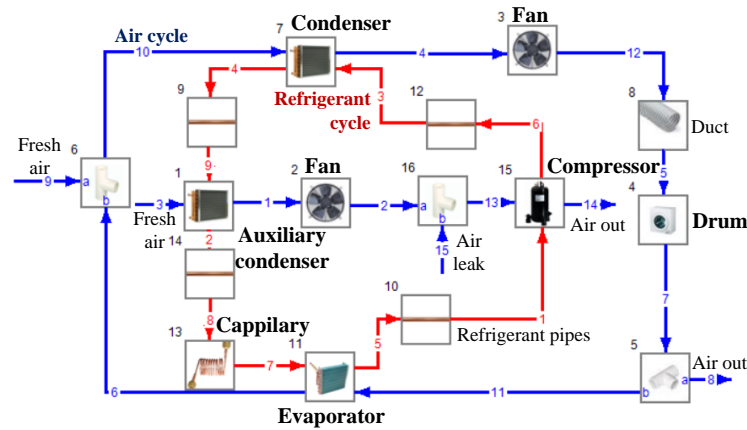 Condenser
Fan
3
7
Air cycle
10
4
12
4
9
Refrigerant
cycle
3
12
8
Duct
Fresh
air
6
9
a
b
6
9
5
1
2
Fan
16
15
Compressor
4
3
1
2
a
b
13
14
Air out
Drum
Fresh
air
14
2
Auxiliary
condenser
15
Air
leak
10
7
8
Cappilary
13
5
1
Refrigerant pipes
11
7
5
Air out
a
8
b
6
11
Evaporator